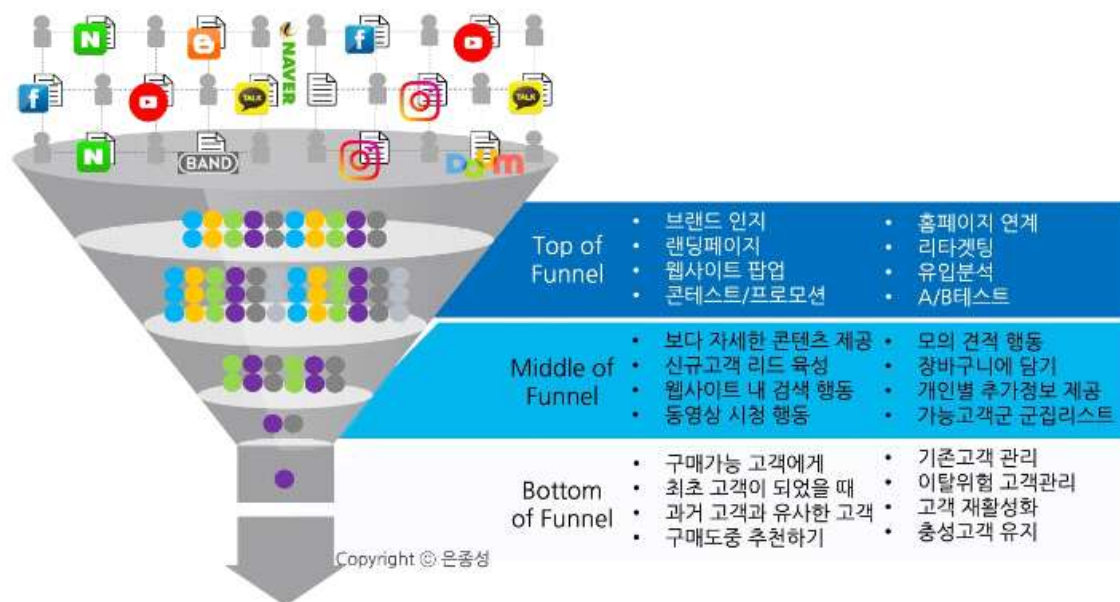 N
NAVER
f
f
TALK
TALK
N
BAND
Daum
Top of
Funnel
• 브랜드 인지
• 랜딩페이지
• 웹사이트 팝업
• 콘테스트/프로모션
• 홈페이지 연계
• 리타겟팅
• 유입분석
• A/B테스트
Middle of
Funnel
• 보다 자세한 콘텐츠 제공
• 신규고객 리드 육성
• 웹사이트 내 검색 행동
• 동영상 시청 행동
• 모의 견적 행동
• 장바구니에 담기
• 개인별 추가정보 제공
• 가능고객군 군집리스트
Bottom
of Funnel
• 구매가능 고객에게
• 최초 고객이 되었을 때
• 과거 고객과 유사한 고객
• 구매도중 추천하기
• 기존고객 관리
• 이탈위험 고객관리
• 고객 재활성화
• 충성고객 유지
Copyright ⓒ 은종성